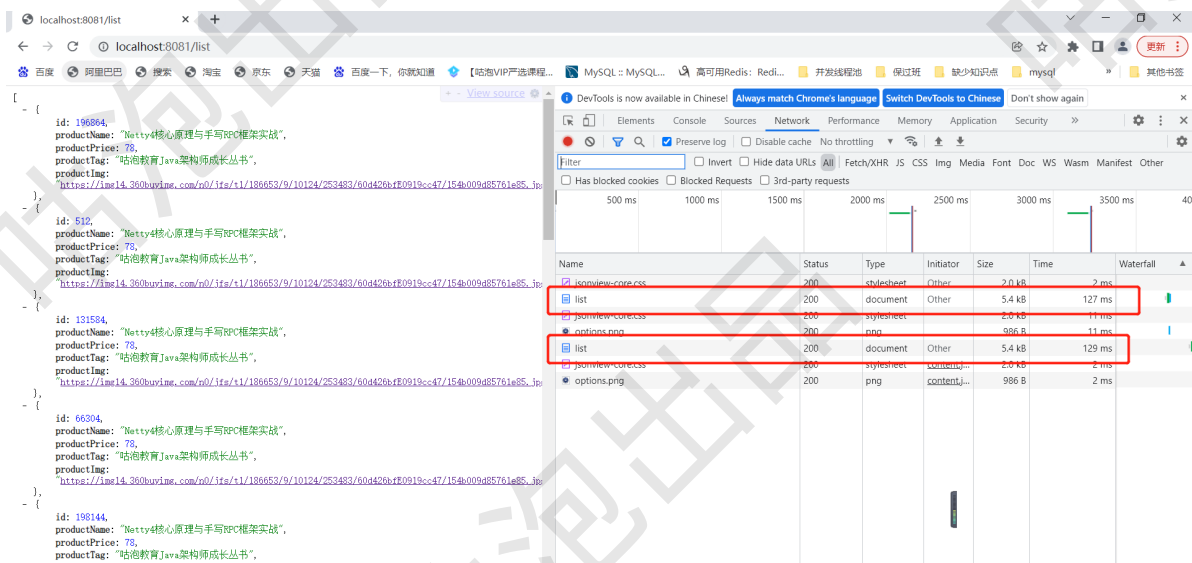 localhost:8081/list
localhost:8081/list
更新
百度 阿里巴巴 搜索 淘宝 京东 天猫 百度一下，你就知道 【咕泡VIP严选课程... MySQL :: MySQL... 高可用Redis：Redi... 并发线程池 保过班 缺少知识点 mysql » 其他书签
+ - View source
[
- {
id: 196864,
productName: "Netty4核心原理与手写RPC框架实战",
productPrice: 78,
productTag: "咕泡教育Java架构师成长丛书",
productImg:
"https://img14.360buyimg.com/n0/jfs/t1/186653/9/10124/253483/60d426bfE0919cc47/154b009d85761e85.jp
},
- {
id: 512,
productName: "Netty4核心原理与手写RPC框架实战",
productPrice: 78,
productTag: "咕泡教育Java架构师成长丛书",
productImg:
"https://img14.360buyimg.com/n0/jfs/t1/186653/9/10124/253483/60d426bfE0919cc47/154b009d85761e85.jp
},
- {
id: 131584,
productName: "Netty4核心原理与手写RPC框架实战",
productPrice: 78,
productTag: "咕泡教育Java架构师成长丛书",
productImg:
"https://img14.360buyimg.com/n0/jfs/t1/186653/9/10124/253483/60d426bfE0919cc47/154b009d85761e85.jp
},
- {
id: 66304,
productName: "Netty4核心原理与手写RPC框架实战",
productPrice: 78,
productTag: "咕泡教育Java架构师成长丛书",
productImg:
"https://img14.360buyimg.com/n0/jfs/t1/186653/9/10124/253483/60d426bfE0919cc47/154b009d85761e85.jp
},
- {
id: 198144,
productName: "Netty4核心原理与手写RPC框架实战",
productPrice: 78,
productTag: "咕泡教育Java架构师成长丛书",
DevTools is now available in Chinese! Always match Chrome's language Switch DevTools to Chinese Don't show again
Elements Console Sources Network Performance Memory Application Security »
Preserve log Disable cache No throttling
Filter Invert Hide data URLs All Fetch/XHR JS CSS Img Media Font Doc WS Wasm Manifest Other
Has blocked cookies Blocked Requests 3rd-party requests
500 ms 1000 ms 1500 ms 2000 ms 2500 ms 3000 ms 3500 ms 40
Name Status Type Initiator Size Time Waterfall
jsonview-core.css 200 stylesheet Other 2.0 kB 2 ms
list 200 document Other 5.4 kB 127 ms
jsonview-core.css 200 stylesheet 2.0 kB 11 ms
options.png 200 png 986 B 11 ms
list 200 document Other 5.4 kB 129 ms
jsonview-core.css 200 stylesheet content.j... 2.0 kB 2 ms
options.png 200 png content.j... 986 B 2 ms
咕泡出品